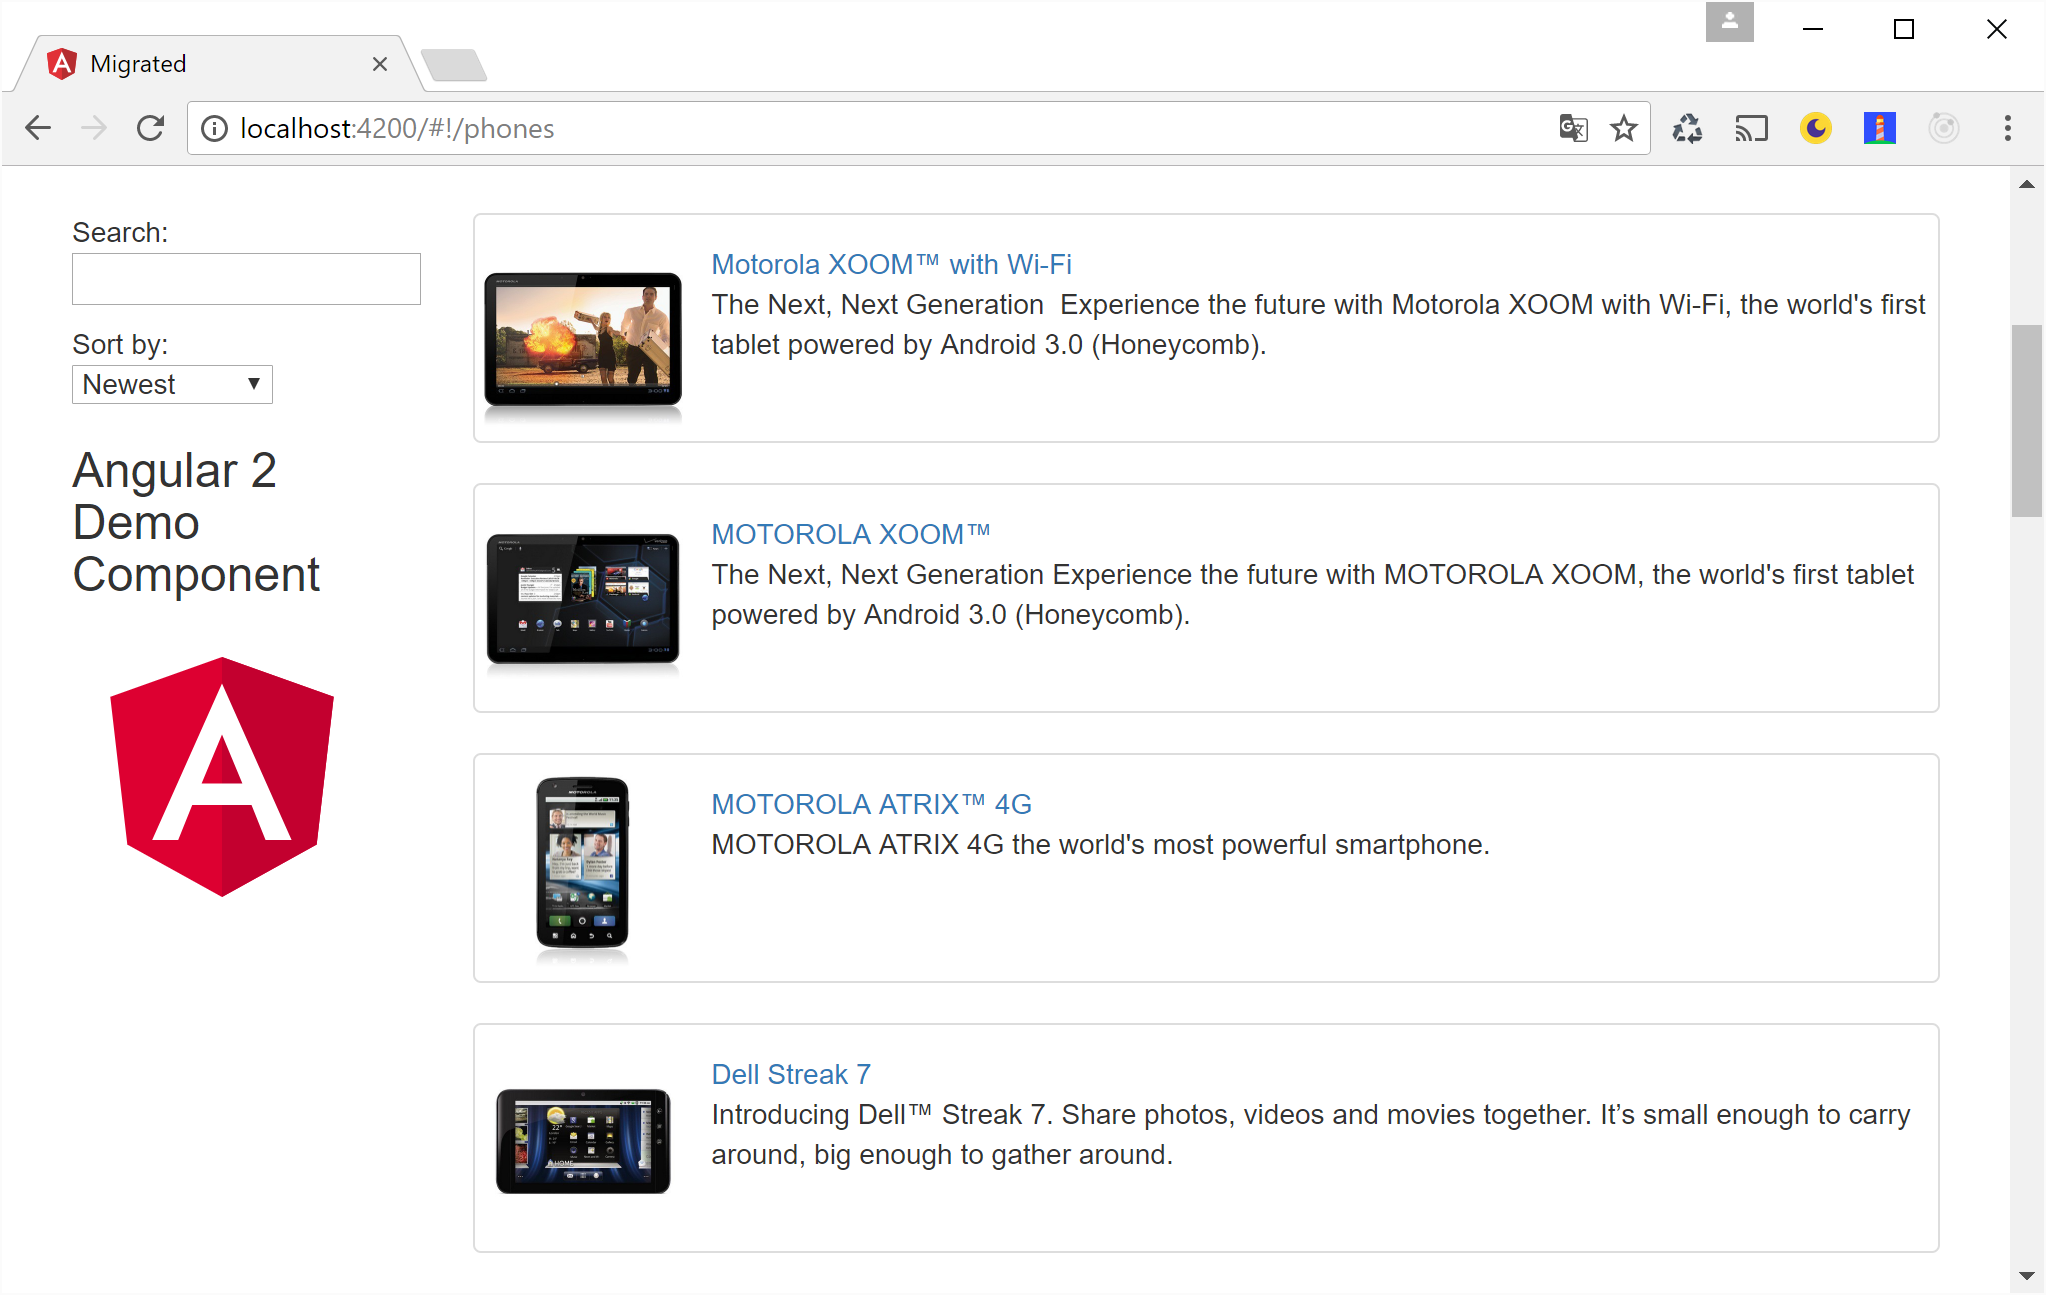 Migrated
localhost:4200/#!/phones
Search:
Sort by:
Newest
Angular 2
Demo
Component
Motorola XOOM™ with Wi-Fi
The Next, Next Generation  Experience the future with Motorola XOOM with Wi-Fi, the world's first
tablet powered by Android 3.0 (Honeycomb).
MOTOROLA XOOM™
The Next, Next Generation Experience the future with MOTOROLA XOOM, the world's first tablet
powered by Android 3.0 (Honeycomb).
MOTOROLA ATRIX™ 4G
MOTOROLA ATRIX 4G the world's most powerful smartphone.
Dell Streak 7
Introducing Dell™ Streak 7. Share photos, videos and movies together. It’s small enough to carry
around, big enough to gather around.